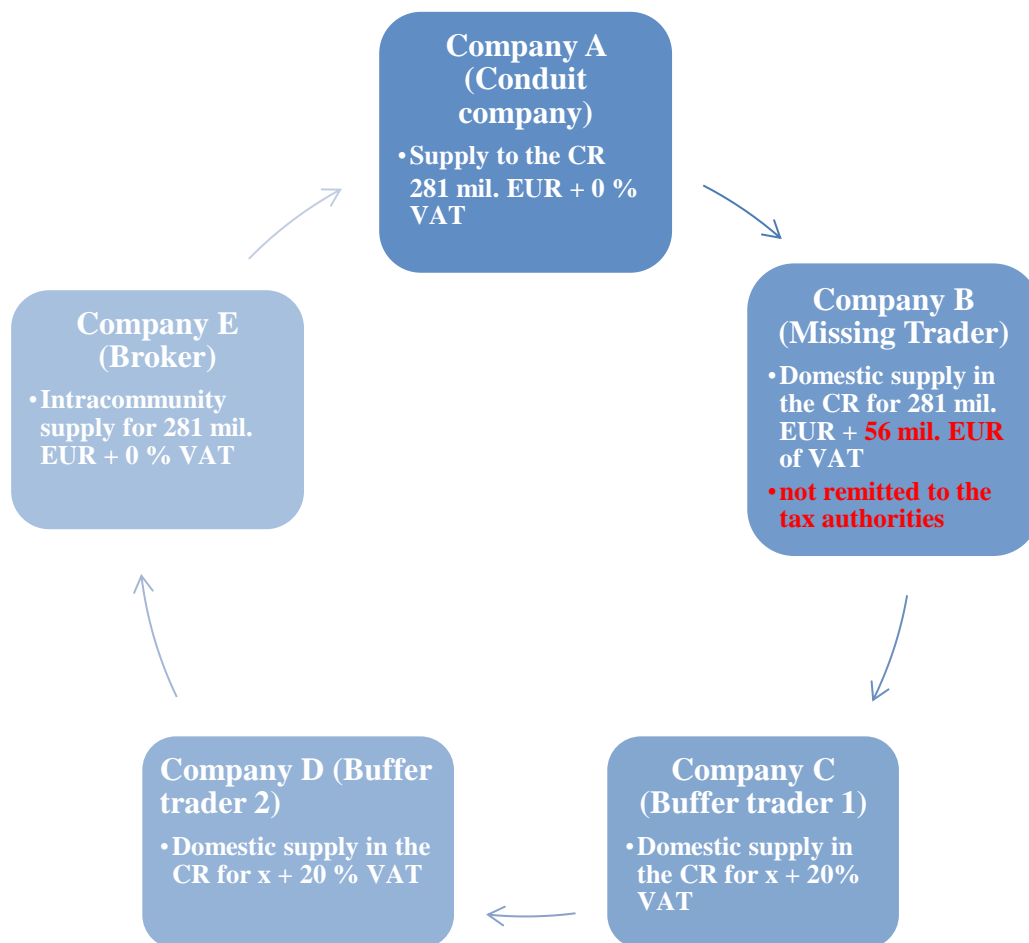 Company A
(Conduit
company)
•Supply to the CR
281 mil. EUR + 0 %
VAT
Company B
(Missing Trader)
•Domestic supply in
the CR for 281 mil.
EUR + 56 mil. EUR
of VAT
•not remitted to the
tax authorities
Company C
(Buffer trader 1)
•Domestic supply in
the CR for x + 20%
VAT
Company D (Buffer
trader 2)
•Domestic supply in the
CR for x + 20 % VAT
Company E
(Broker)
•Intracommunity
supply for 281 mil.
EUR + 0 % VAT